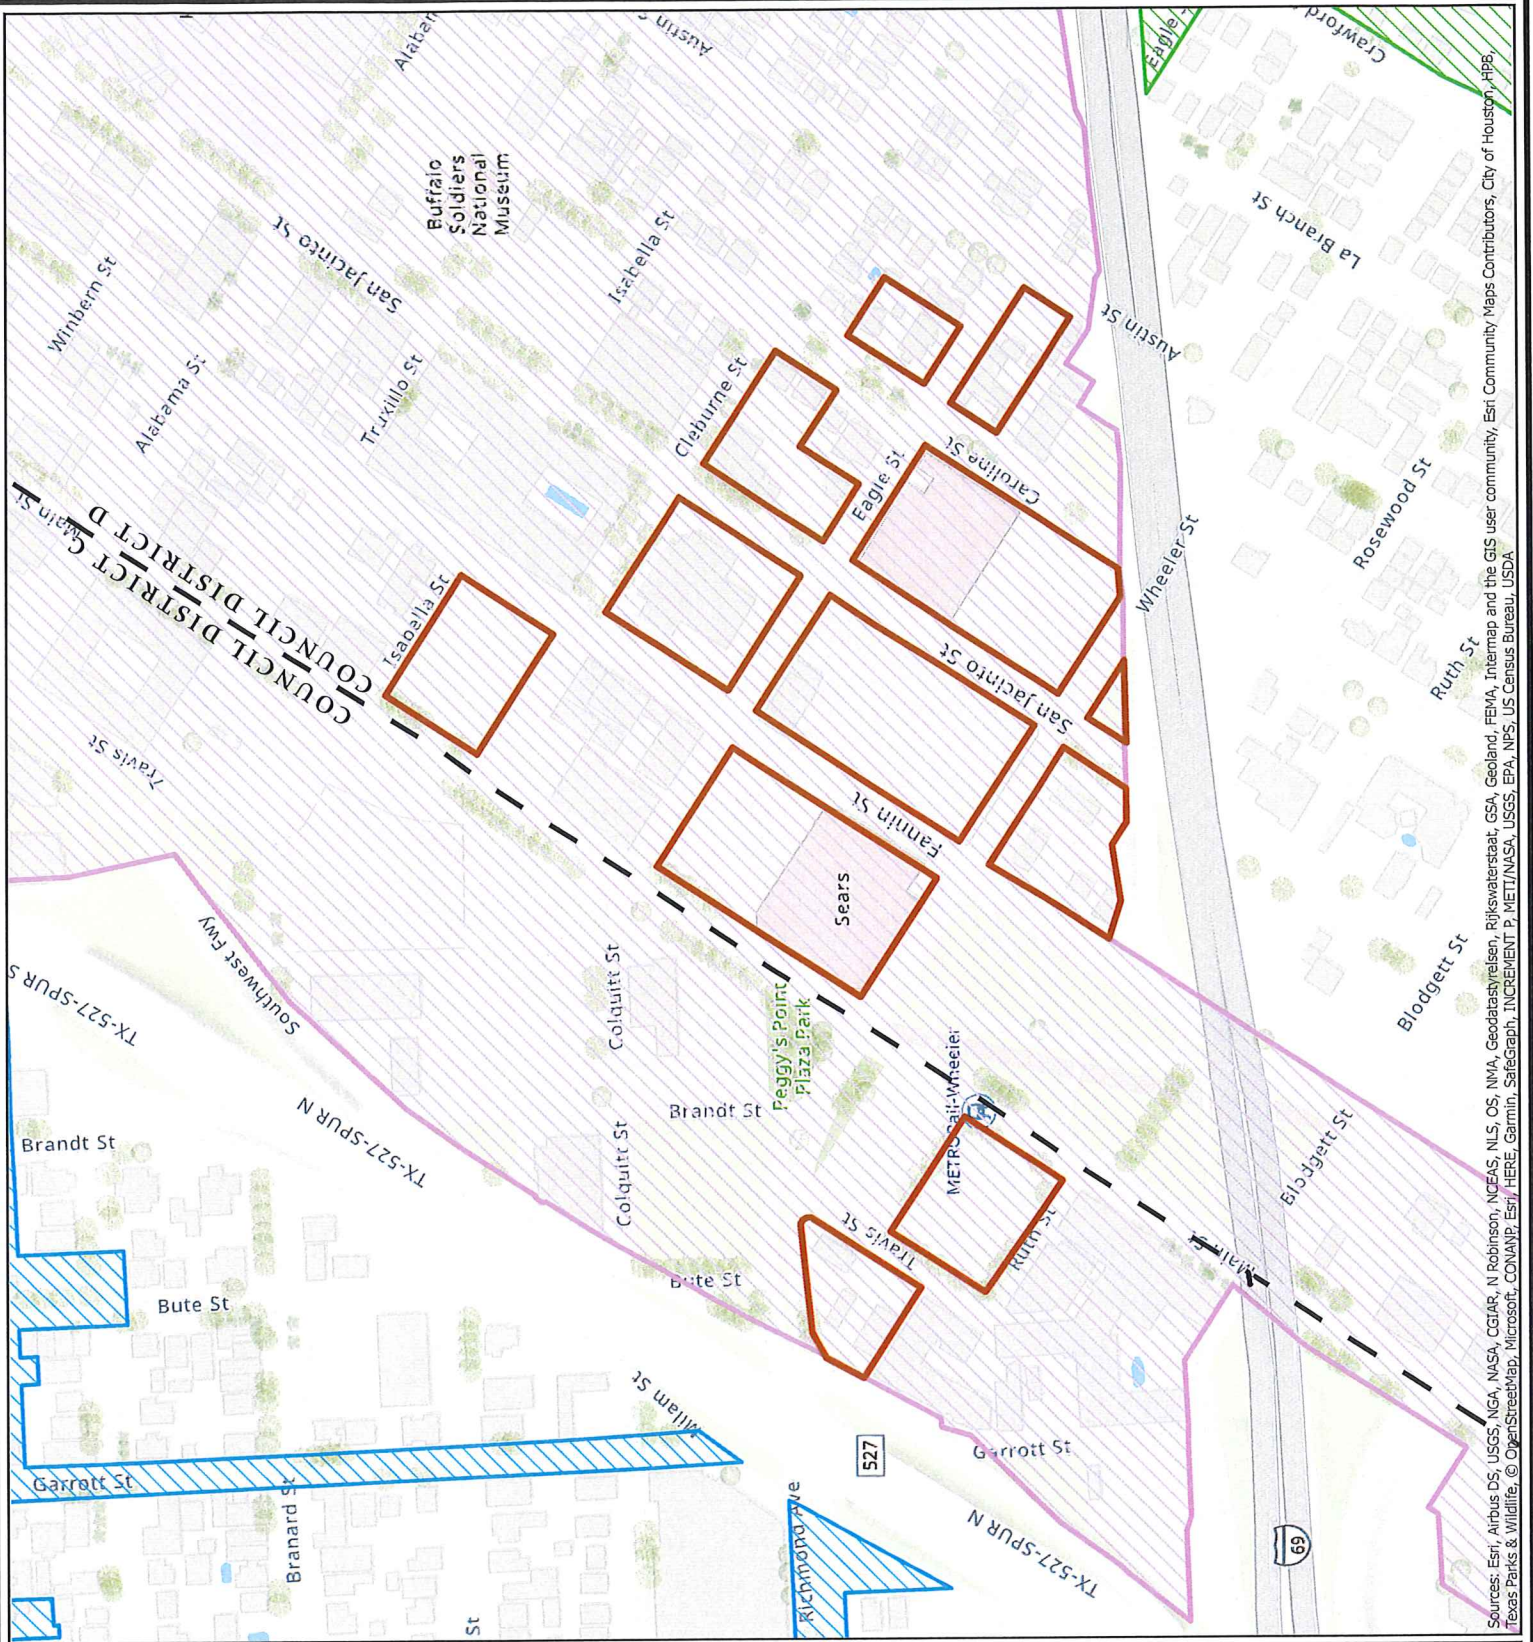 Alabam
Austin
Eagle
Crawford
Winbern St
San Jacinto St
Buffalo
Soldiers
National
Museum
Isabella St
La Branch St
Alabama St
Truxillo St
Cleburne St
Austin St
Main St
COUNCIL DISTRICT C
COUNCIL DISTRICT D
Isabella St
Eagle St
Caroline St
Wheeler St
Rosewood St
Ruth St
Travis St
San Jacinto St
Fannin St
Sears
Southwest Fwy
TX-527-SPUR S
Colquitt St
Peggy's Point
Plaza Park
Blodgett St
TX-527-SPUR N
Brandt St
Brandt St
Colquitt St
METRORail-Wheeler
Travis St
Ruth St
Blodgett St
Main St
Bute St
Bute St
Milam St
Garrott St
Branard St
Richmond Ave
527
Garrott St
TX-527-SPUR N
69
St
Sources: Esri, Airbus DS, USGS, NGA, NASA, CGIAR, N Robinson, NCEAS, NLS, OS, NMA, Geodatastyrelsen, Rijkswaterstaat, GSA, Geoland, FEMA, Intermap and the GIS user community, Esri Community Maps Contributors, City of Houston, HPB,
Texas Parks & Wildlife, © OpenStreetMap, Microsoft, CONANP, Esri, HERE, Garmin, SafeGraph, INCREMENT P, METI/NASA, USGS, EPA, NPS, US Census Bureau, USDA